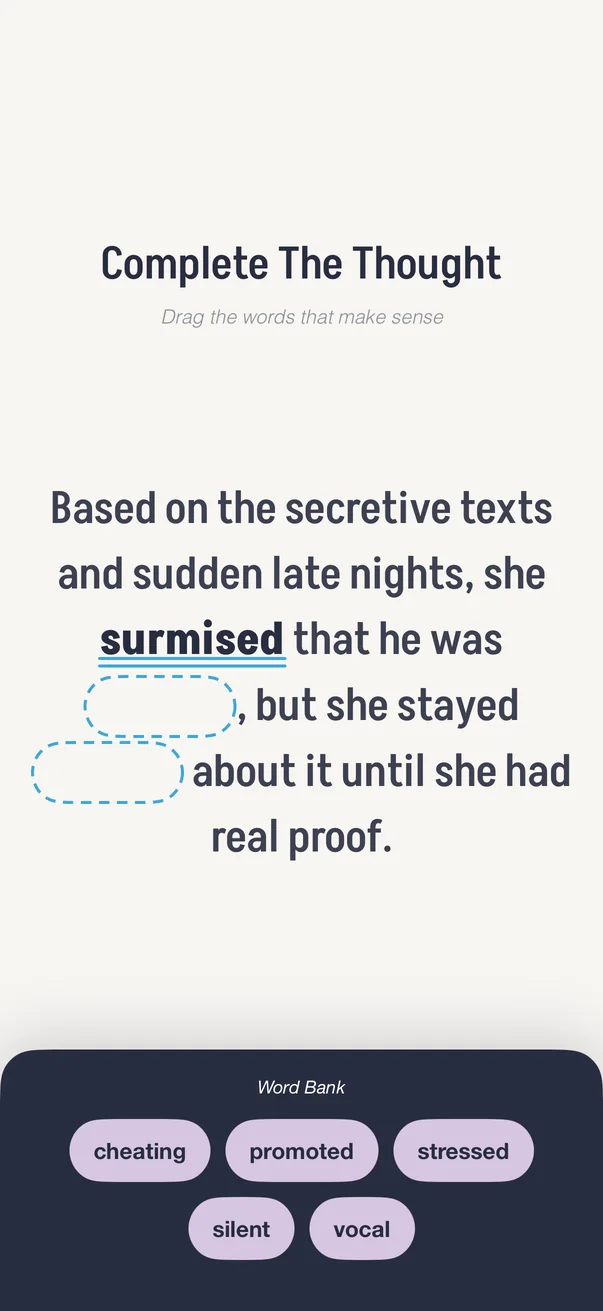 Complete The Thought
Drag the words that make sense
Based on the secretive texts
and sudden late nights, she
surmised that he was
, but she stayed
about it until she had
real proof.
Word Bank
cheating promoted stressed
silent vocal